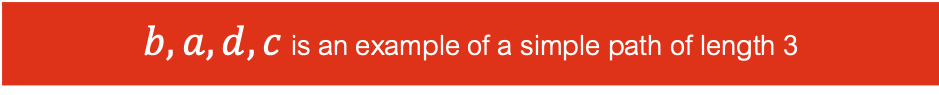 b, a, d, c is an example of a simple path of length 3